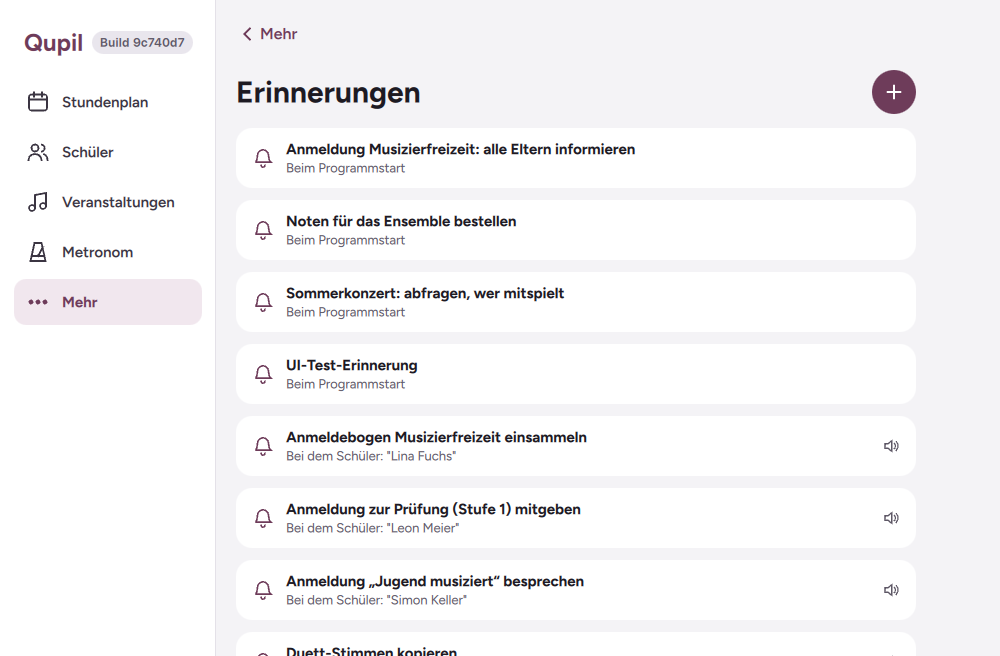 Qupil Build 9c740d7
Stundenplan
Schüler
Veranstaltungen
Metronom
Mehr
Mehr
Erinnerungen
Anmeldung Musizierfreizeit: alle Eltern informieren
Beim Programmstart
Noten für das Ensemble bestellen
Beim Programmstart
Sommerkonzert: abfragen, wer mitspielt
Beim Programmstart
UI-Test-Erinnerung
Beim Programmstart
Anmeldebogen Musizierfreizeit einsammeln
Bei dem Schüler: "Lina Fuchs"
Anmeldung zur Prüfung (Stufe 1) mitgeben
Bei dem Schüler: "Leon Meier"
Anmeldung „Jugend musiziert“ besprechen
Bei dem Schüler: "Simon Keller"
Duett-Stimmen kopieren